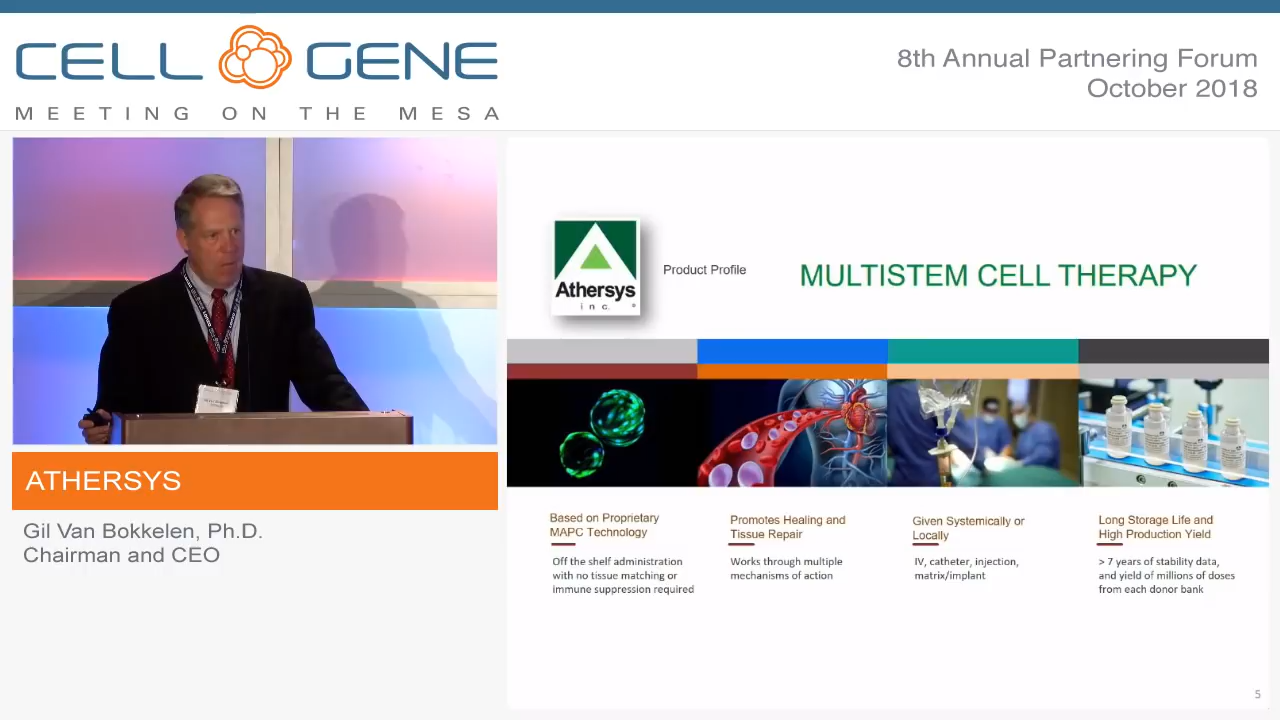 CELL GENE
MEETING ON THE MESA
8th Annual Partnering Forum
October 2018
Athersys
inc.
Product Profile
MULTISTEM CELL THERAPY
ATHERSYS
Gil Van Bokkelen, Ph.D.
Chairman and CEO
Based on Proprietary
MAPC Technology
Off the shelf administration
with no tissue matching or
immune suppression required
Promotes Healing and
Tissue Repair
Works through multiple
mechanisms of action
Given Systemically or
Locally
IV, catheter, injection,
matrix/implant
Long Storage Life and
High Production Yield
> 7 years of stability data,
and yield of millions of doses
from each donor bank
5